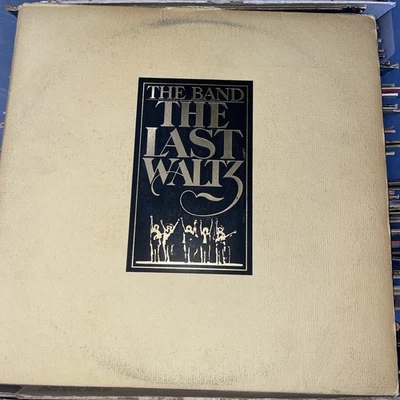 THE BAND
THE
LAST
WALTZ